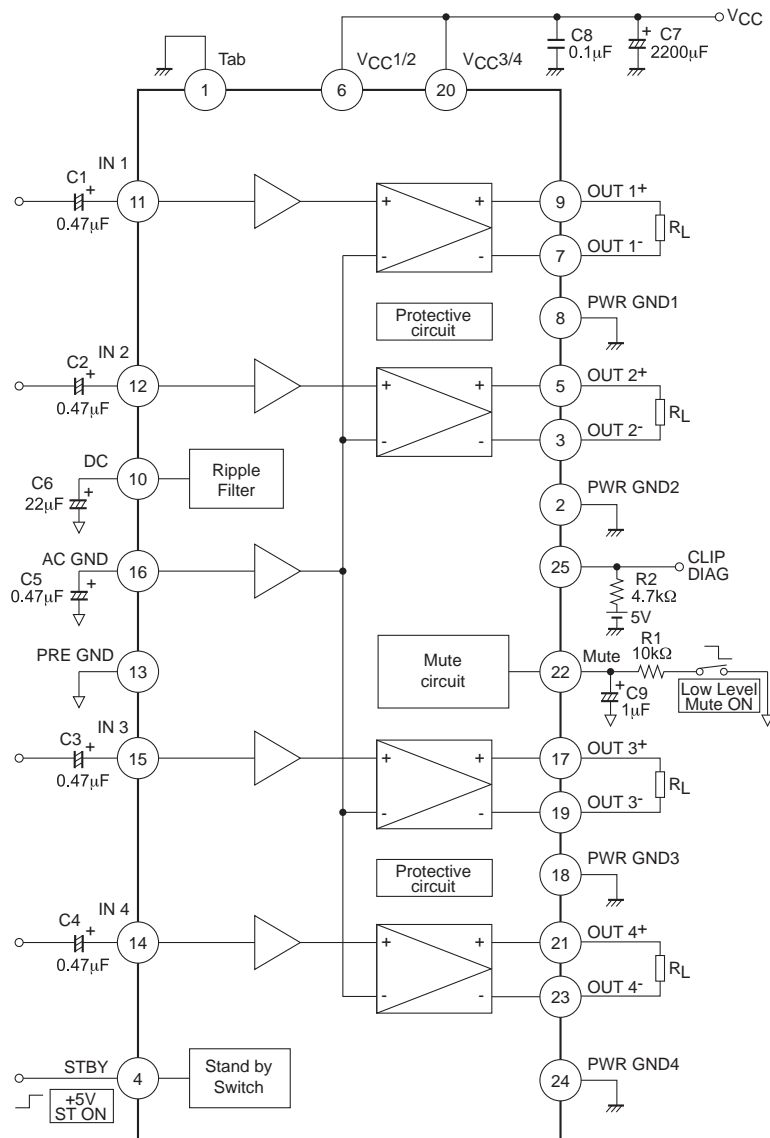 C8
0.1µF
+
C7
2200µF
VCC
Tab
VCC1/2
VCC3/4
1
6
20
IN 1
C1
+
0.47µF
11
+
-
+
-
9
OUT 1+
7
OUT 1-
RL
Protective
circuit
8
PWR GND1
IN 2
C2
+
0.47µF
12
+
-
+
-
5
OUT 2+
3
OUT 2-
RL
DC
C6
22µF
+
10
Ripple
Filter
2
PWR GND2
AC GND
C5
0.47µF
+
16
25
CLIP
DIAG
R2
4.7kΩ
5V
PRE GND
13
Mute
circuit
22
Mute
R1
10kΩ
+
C9
1µF
Low Level
Mute ON
IN 3
C3
+
0.47µF
15
+
-
+
-
17
OUT 3+
19
OUT 3-
RL
Protective
circuit
18
PWR GND3
IN 4
C4
+
0.47µF
14
+
-
+
-
21
OUT 4+
23
OUT 4-
RL
STBY
4
Stand by
Switch
+5V
ST ON
24
PWR GND4